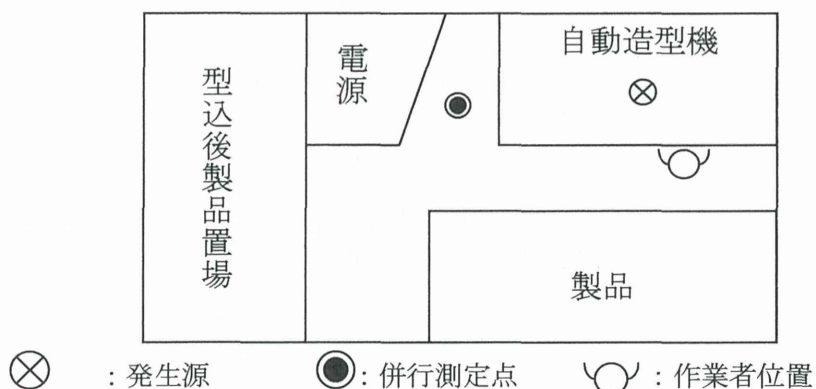 型込後製品置場
電源
自動造型機
製品
：発生源
：併行測定点
：作業者位置